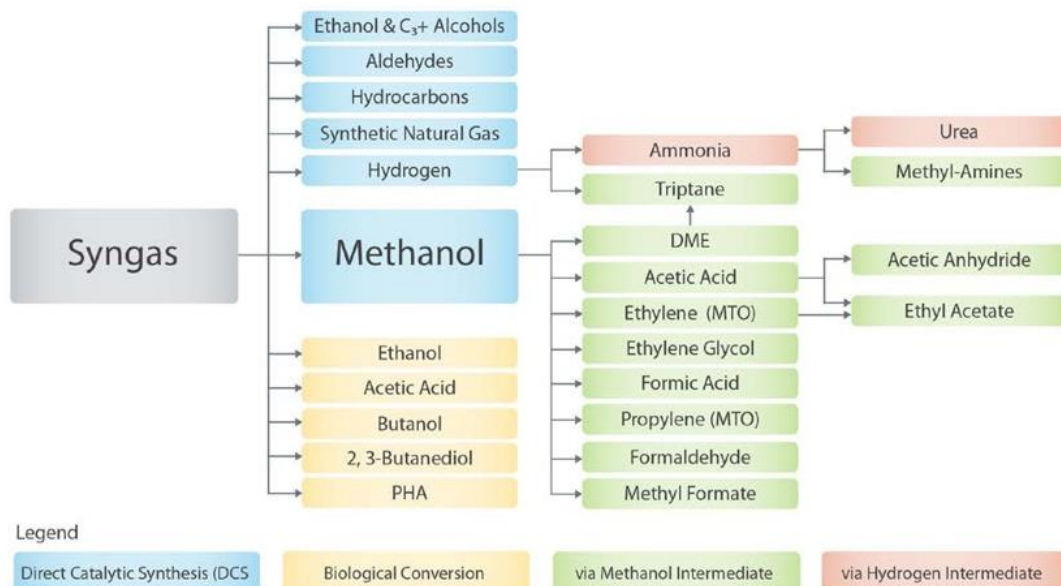 Syngas
Ethanol & C₃+ Alcohols
Aldehydes
Hydrocarbons
Synthetic Natural Gas
Hydrogen
Methanol
Ethanol
Acetic Acid
Butanol
2, 3-Butanediol
PHA
Ammonia
Triptane
DME
Acetic Acid
Ethylene (MTO)
Ethylene Glycol
Formic Acid
Propylene (MTO)
Formaldehyde
Methyl Formate
Urea
Methyl-Amines
Acetic Anhydride
Ethyl Acetate
Legend
Direct Catalytic Synthesis (DCS
Biological Conversion
via Methanol Intermediate
via Hydrogen Intermediate